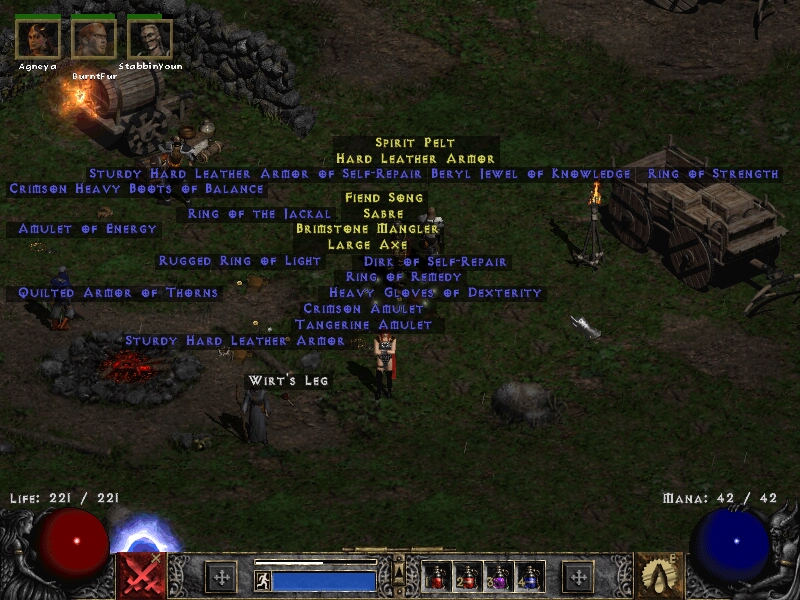 Agneya
BurntFur
StabbinYoun
Spirit Pelt
Hard Leather Armor
Sturdy Hard Leather Armor of Self-Repair
Beryl Jewel of Knowledge
Ring of Strength
Crimson Heavy Boots of Balance
Fiend Song
Ring of the Jackal
Sabre
Amulet of Energy
Brimstone Mangler
Large Axe
Rugged Ring of Light
Dirk of Self-Repair
Ring of Remedy
Quilted Armor of Thorns
Heavy Gloves of Dexterity
Crimson Amulet
Tangerine Amulet
Sturdy Hard Leather Armor
Wirt's Leg
Life: 221 / 221
Mana: 42 / 42
2
3
4